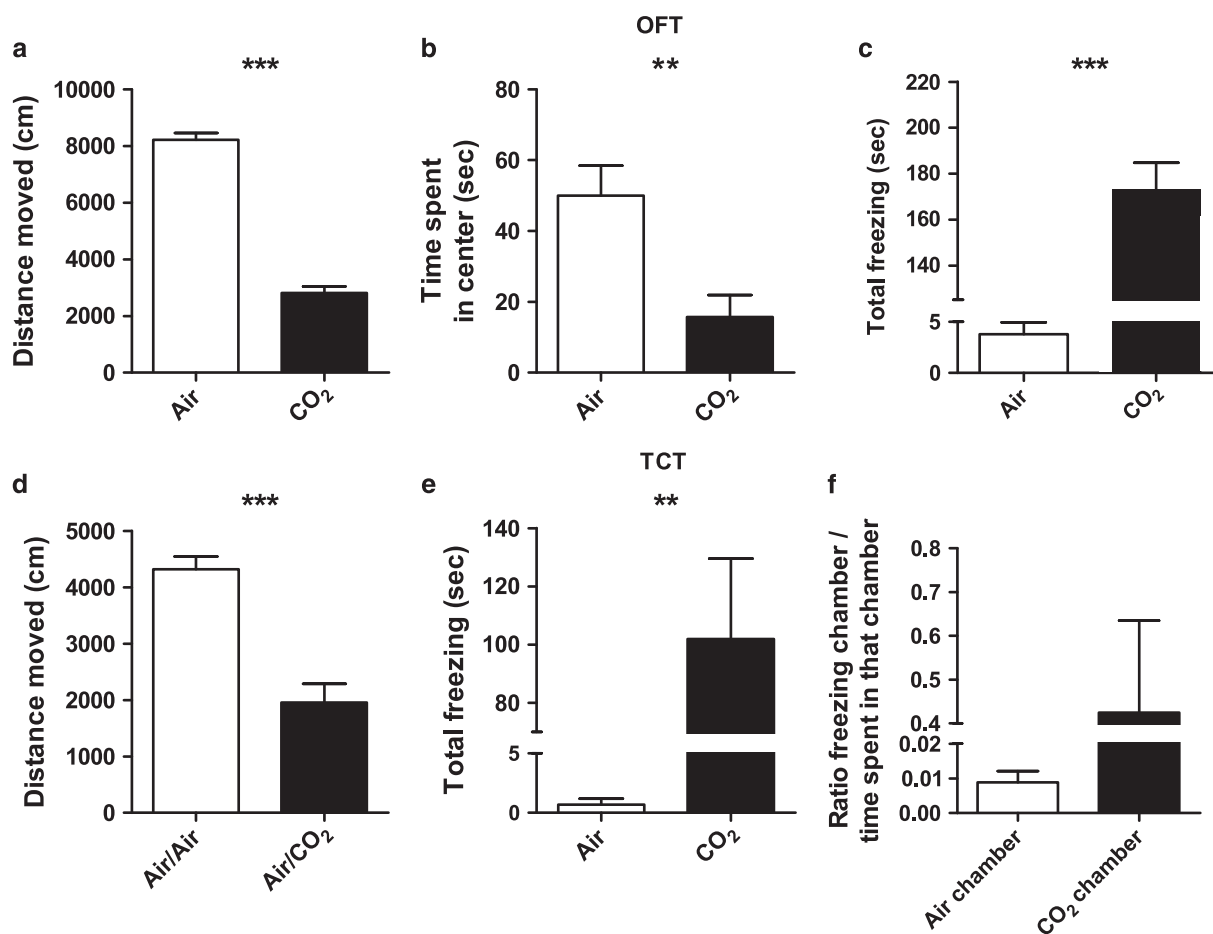 OFT
a
***
Distance moved (cm)
10000
8000
6000
4000
2000
0
Air
CO₂
b
**
Time spent
in center (sec)
80
60
40
20
0
Air
CO₂
c
***
Total freezing (sec)
220
200
180
160
140
5
0
Air
CO₂
TCT
d
***
Distance moved (cm)
5000
4000
3000
2000
1000
0
Air/Air
Air/CO₂
e
**
Total freezing (sec)
140
120
100
80
5
0
Air
CO₂
f
Ratio freezing chamber /
time spent in that chamber
0.8
0.7
0.6
0.5
0.4
0.02
0.01
0.00
Air chamber
CO₂ chamber